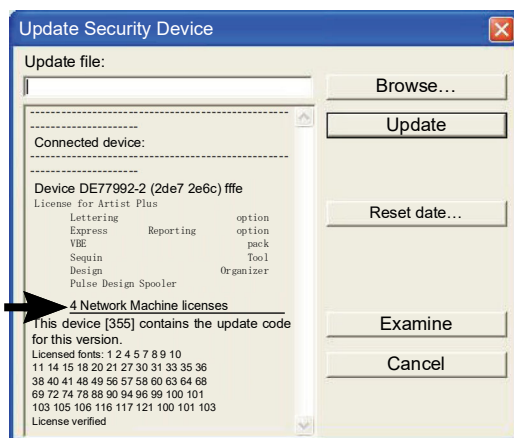 Update Security Device
Update file:
Browse…
Update
Reset date…
Examine
Cancel
------------------------------------------------
--------------------
Connected device:
------------------------------------------------
--------------------
Device DE77992-2 (2de7 2e6c) fffe
License for Artist Plus
Lettering option
Express Reporting option
VBE pack
Sequin Tool
Design Organizer
Pulse Design Spooler
4 Network Machine licenses
This device [355] contains the update code
for this version.
Licensed fonts: 1 2 4 5 7 8 9 10
11 14 15 18 20 21 27 30 31 33 35 36
38 40 41 48 49 56 57 58 60 63 64 68
69 72 74 78 88 90 94 96 99 100 101
103 105 106 116 117 121 100 101 103
License verified